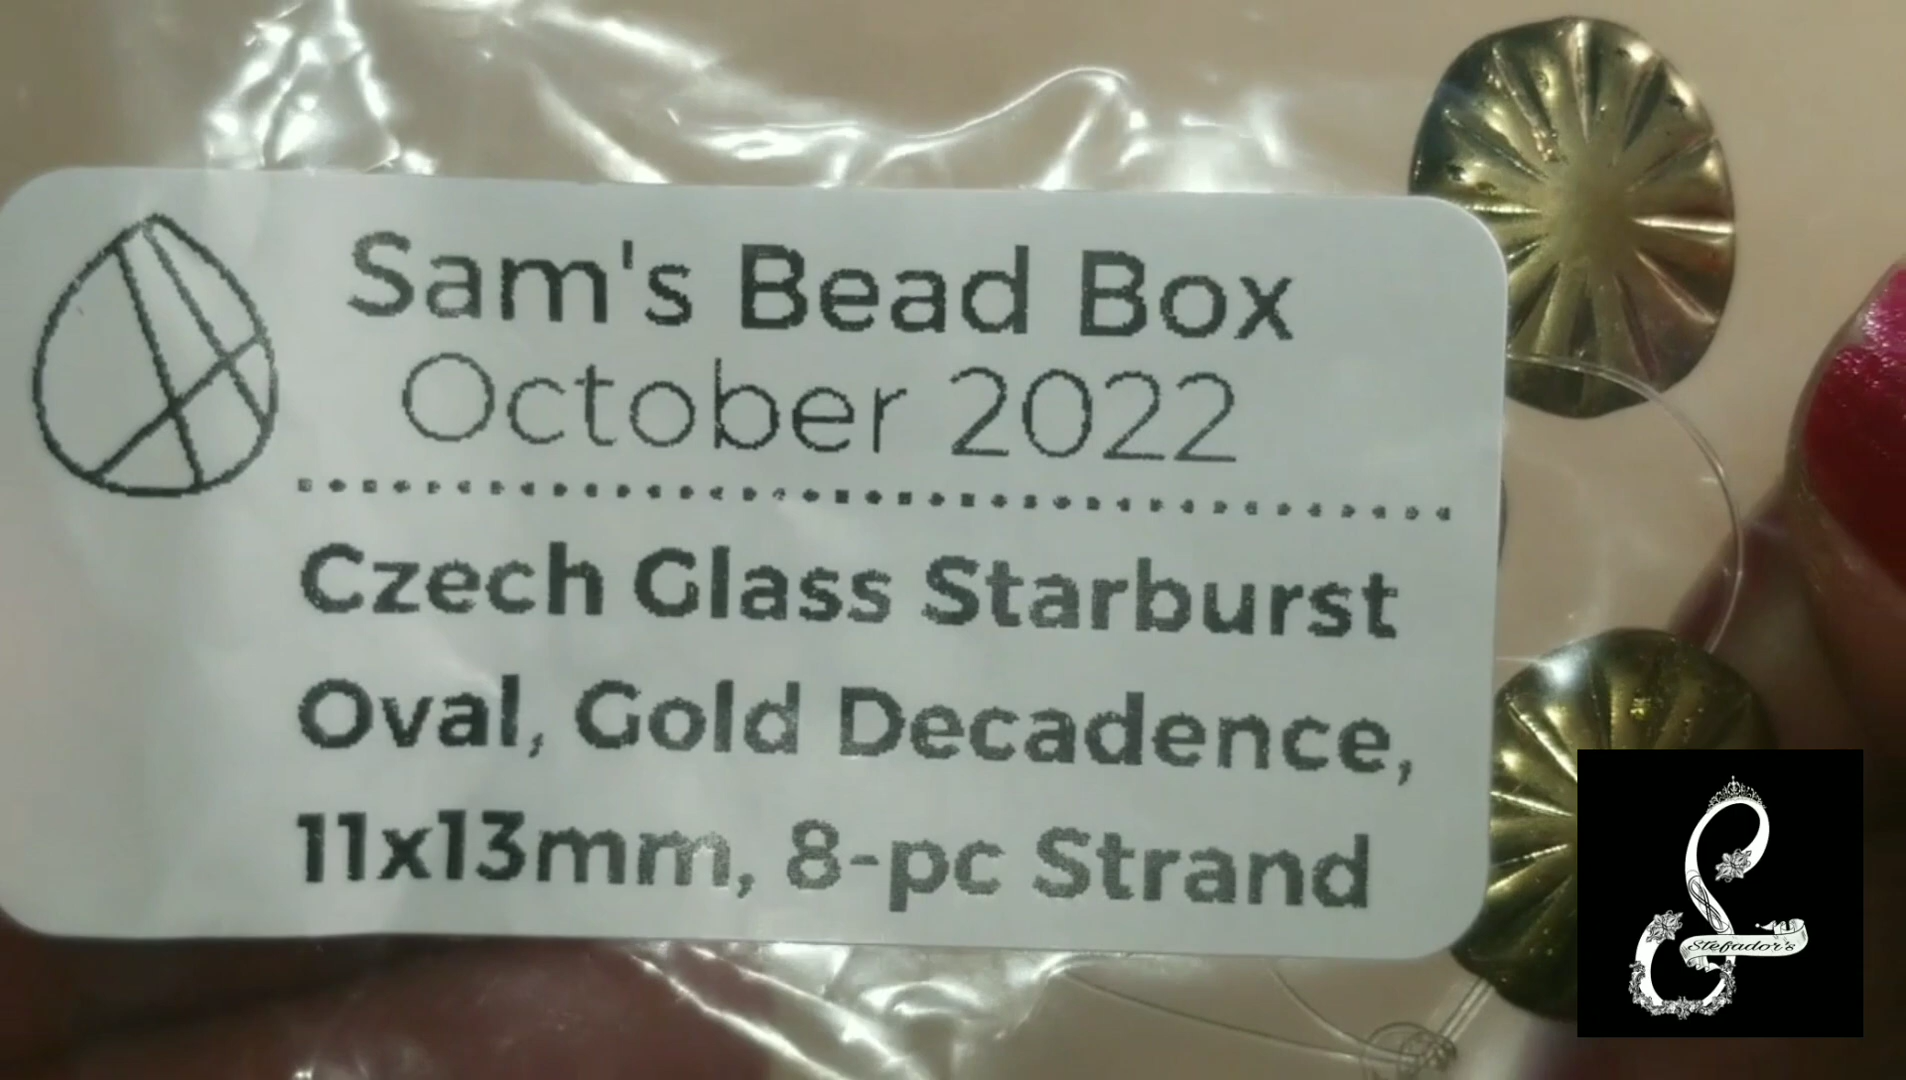 Sam's Bead Box
October 2022
Czech Glass Starburst
Oval, Gold Decadence,
11x13mm, 8-pc Strand
Stefador's